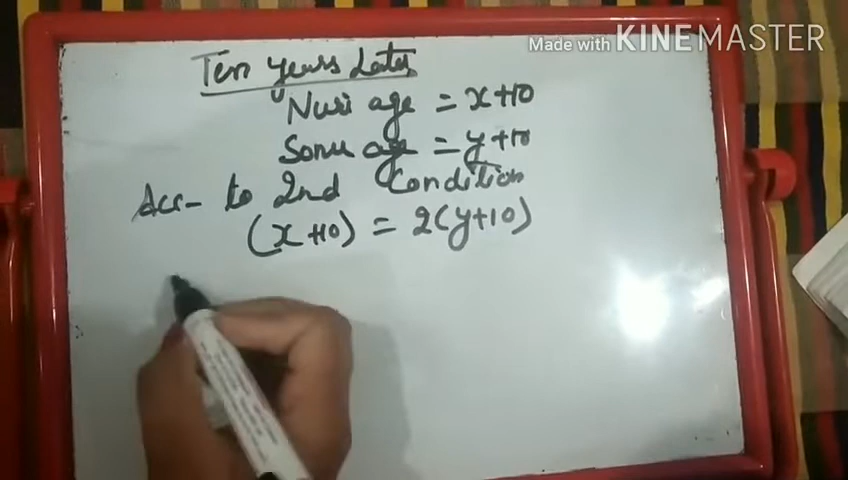 Made with KINEMASTER
Ten years Later
Nuri age = x+10
Sonu age = y+10
Acc- to 2nd Condition
(x+10) = 2(y+10)